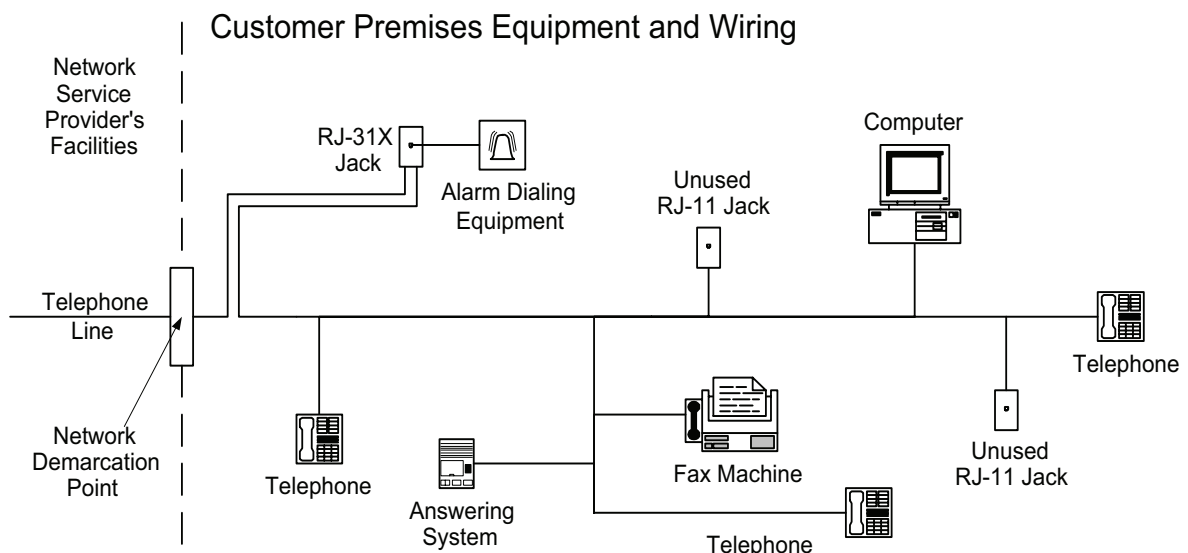 Customer Premises Equipment and Wiring
Network
Service
Provider's
Facilities
RJ-31X
Jack
Alarm Dialing
Equipment
Unused
RJ-11 Jack
Computer
Telephone
Line
Telephone
Network
Demarcation
Point
Telephone
Answering
System
Fax Machine
Unused
RJ-11 Jack
Telephone